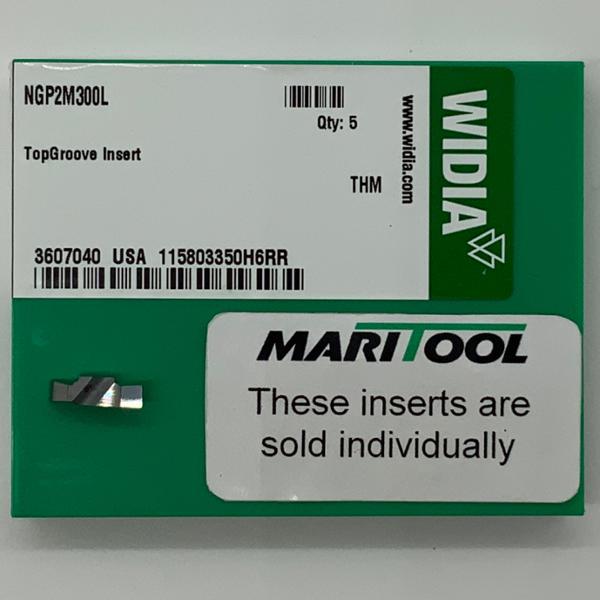 NGP2M300L
Qty: 5
TopGroove Insert
THM
3607040 USA 115803350H6RR
www.widia.com
WIDIA
MARITOOL
These inserts are
sold individually